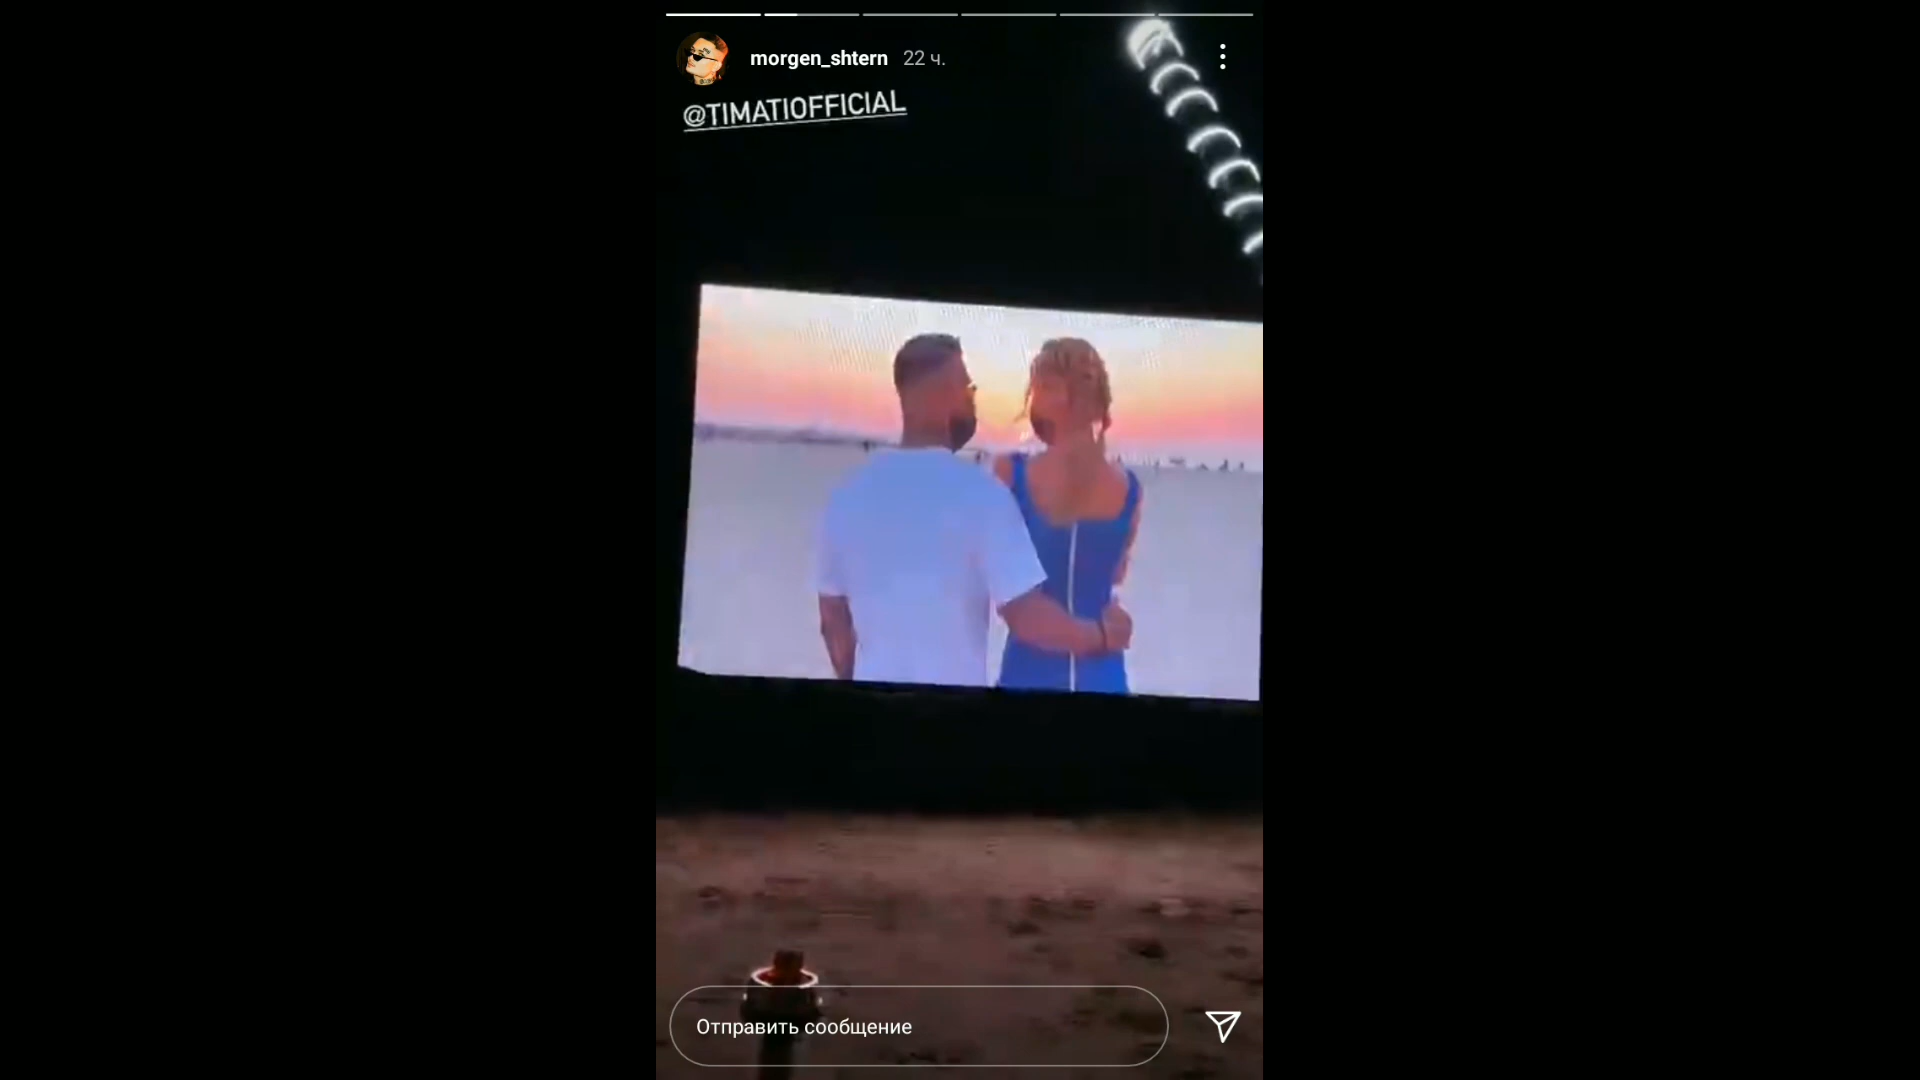 morgen_shtern 22 ч.
@TIMATIOFFICIAL
Отправить сообщение